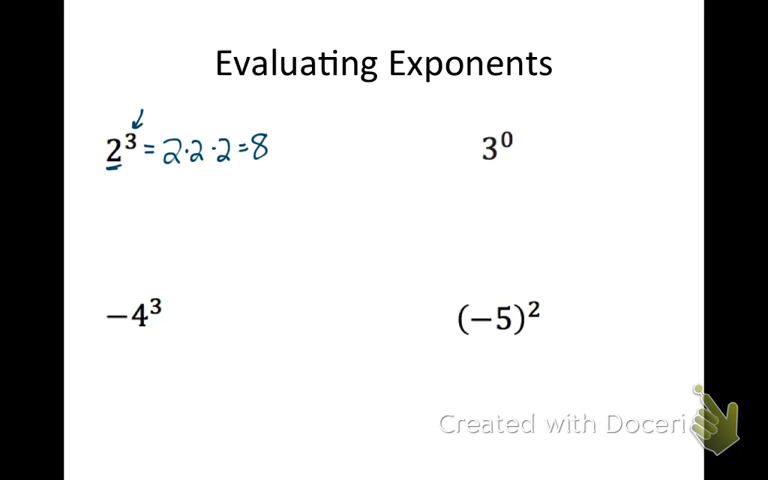 Evaluating Exponents
2³ = 2·2·2=8
3⁰
−4³
(−5)²
Created with Doceri